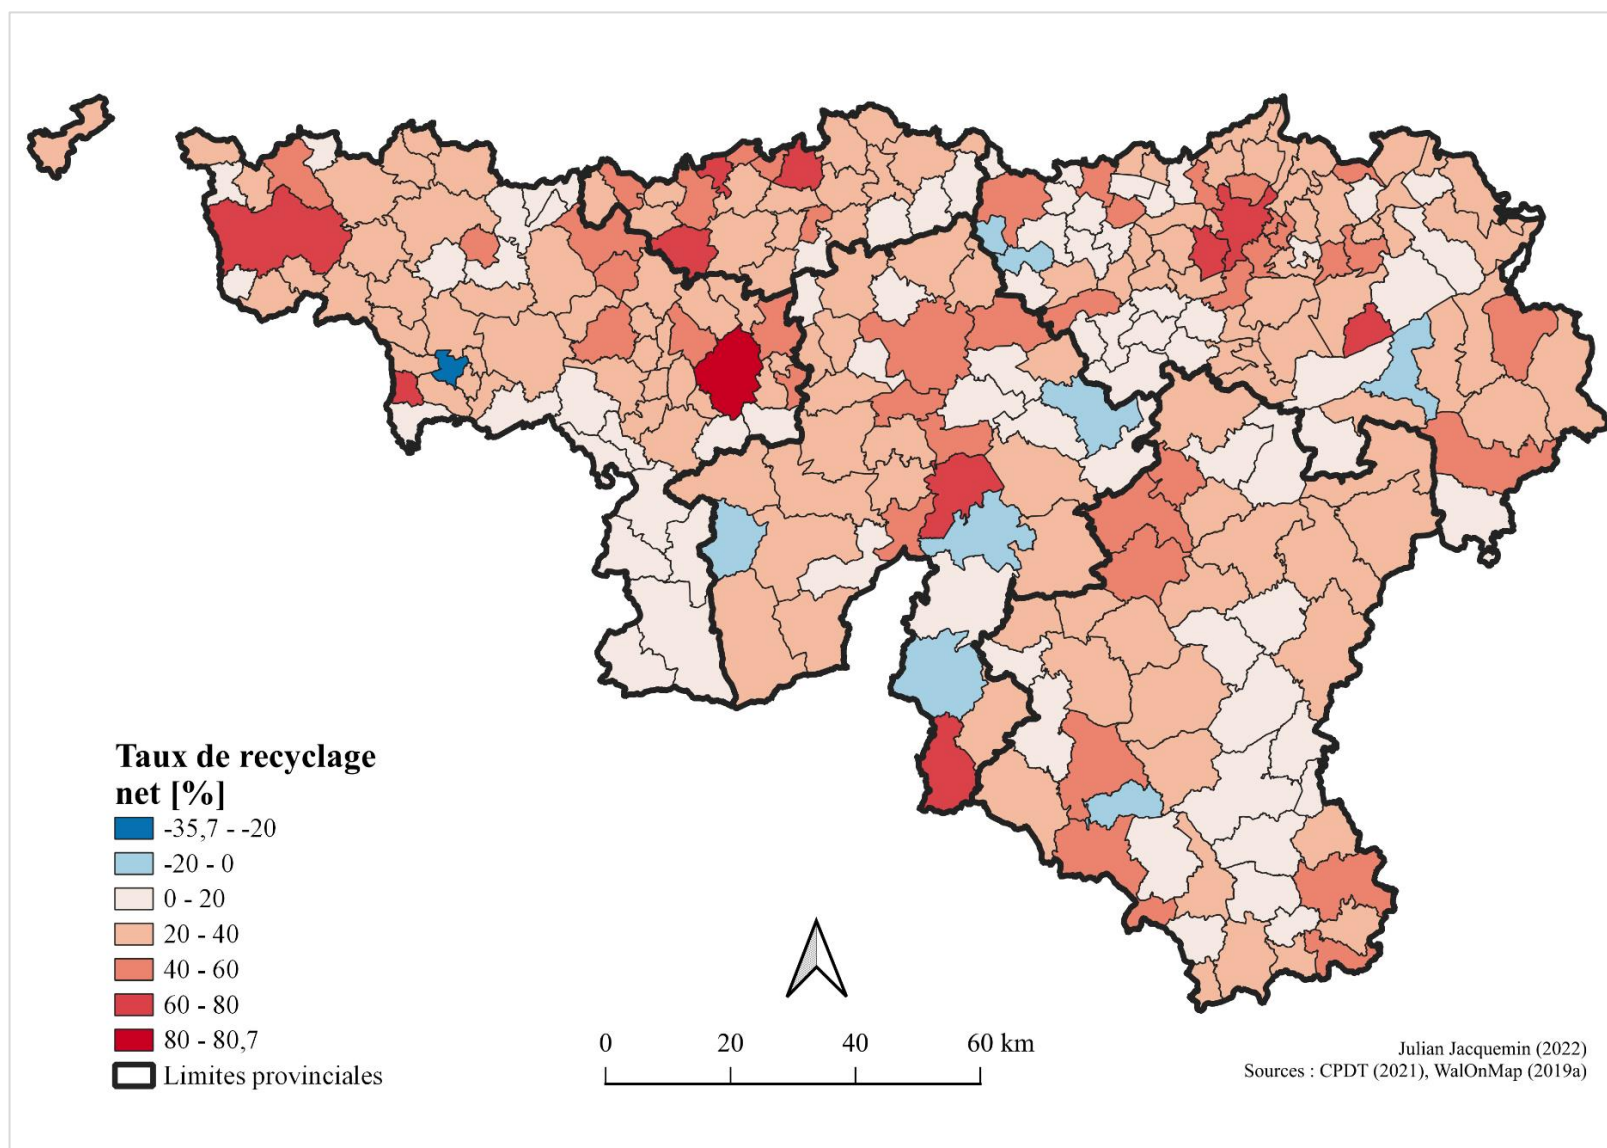 Taux de recyclage
net [%]
-35,7 - -20
-20 - 0
0 - 20
20 - 40
40 - 60
60 - 80
80 - 80,7
Limites provinciales
0 20 40 60 km
Julian Jacquemin (2022)
Sources : CPDT (2021), WalOnMap (2019a)